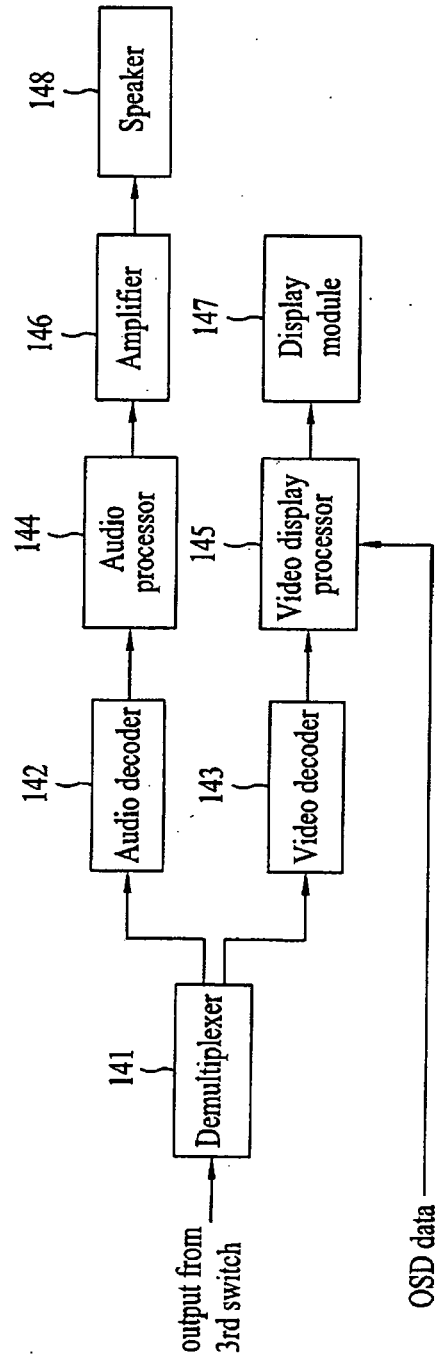 output from
3rd switch
141
Demultiplexer
142
Audio decoder
144
Audio
processor
146
Amplifier
148
Speaker
143
Video decoder
145
Video display
processor
147
Display
module
OSD data